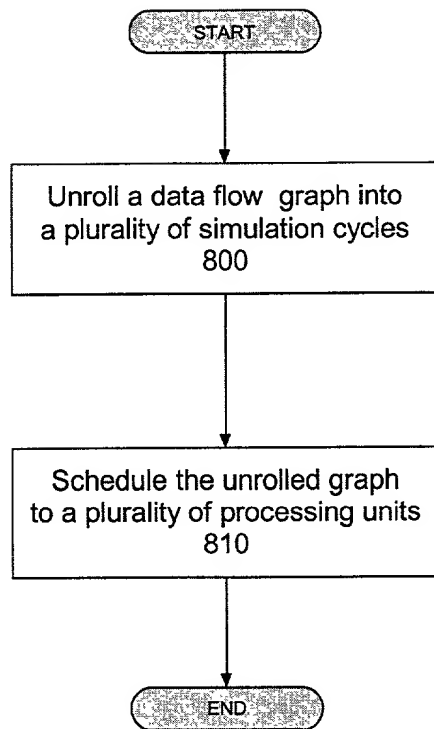 START
Unroll a data flow graph into
a plurality of simulation cycles
800
Schedule the unrolled graph
to a plurality of processing units
810
END